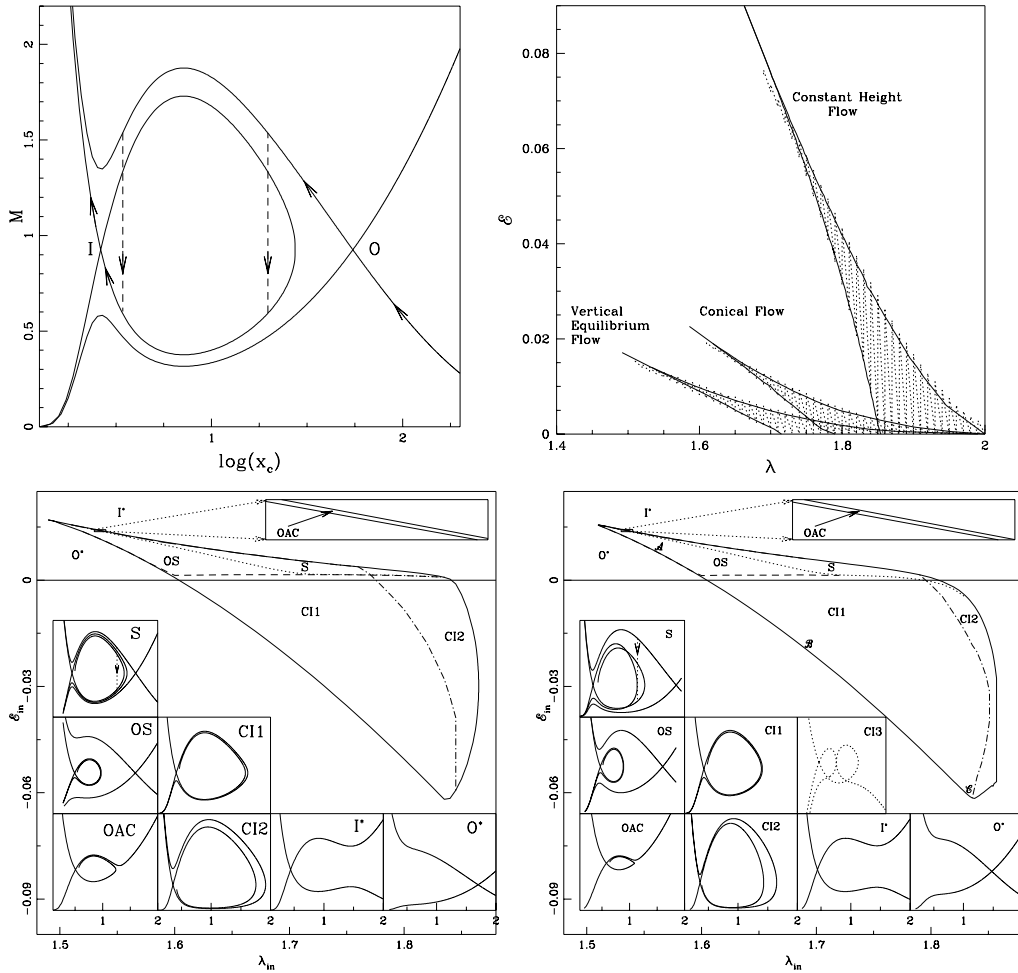 2
1.5
1
0.5
0
M
I
O
1
2
log(x_c)
0.08
0.06
0.04
0.02
0
ℰ
Constant Height
Flow
Conical Flow
Vertical
Equilibrium
Flow
1.4
1.6
1.8
2
λ
I*
OAC
O*
OS
S
0
CI1
CI2
S
−0.03
ℰ_in
OS
CI1
−0.06
OAC
CI2
I*
O*
−0.09
1
2
1
2
1
2
1
2
1.5
1.6
1.7
1.8
λ_in
I*
OAC
O*
𝒜
OS
S
0
CI1
CI2
ℬ
S
−0.03
ℰ_in
OS
CI1
CI3
𝒞
−0.06
OAC
CI2
I*
O*
−0.09
1
2
1
2
1
2
1
2
1.5
1.6
1.7
1.8
λ_in